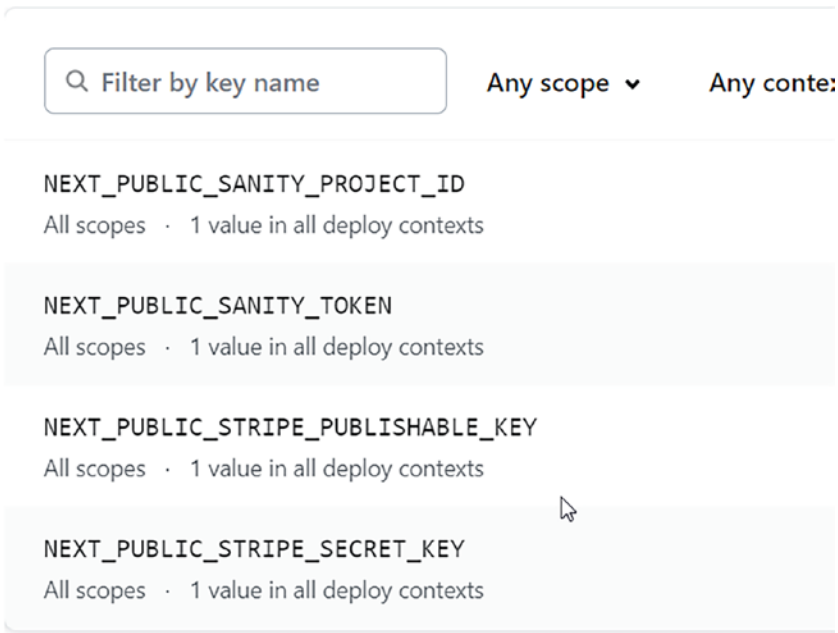 Filter by key name
Any scope
Any contex
NEXT_PUBLIC_SANITY_PROJECT_ID
All scopes · 1 value in all deploy contexts
NEXT_PUBLIC_SANITY_TOKEN
All scopes · 1 value in all deploy contexts
NEXT_PUBLIC_STRIPE_PUBLISHABLE_KEY
All scopes · 1 value in all deploy contexts
NEXT_PUBLIC_STRIPE_SECRET_KEY
All scopes · 1 value in all deploy contexts